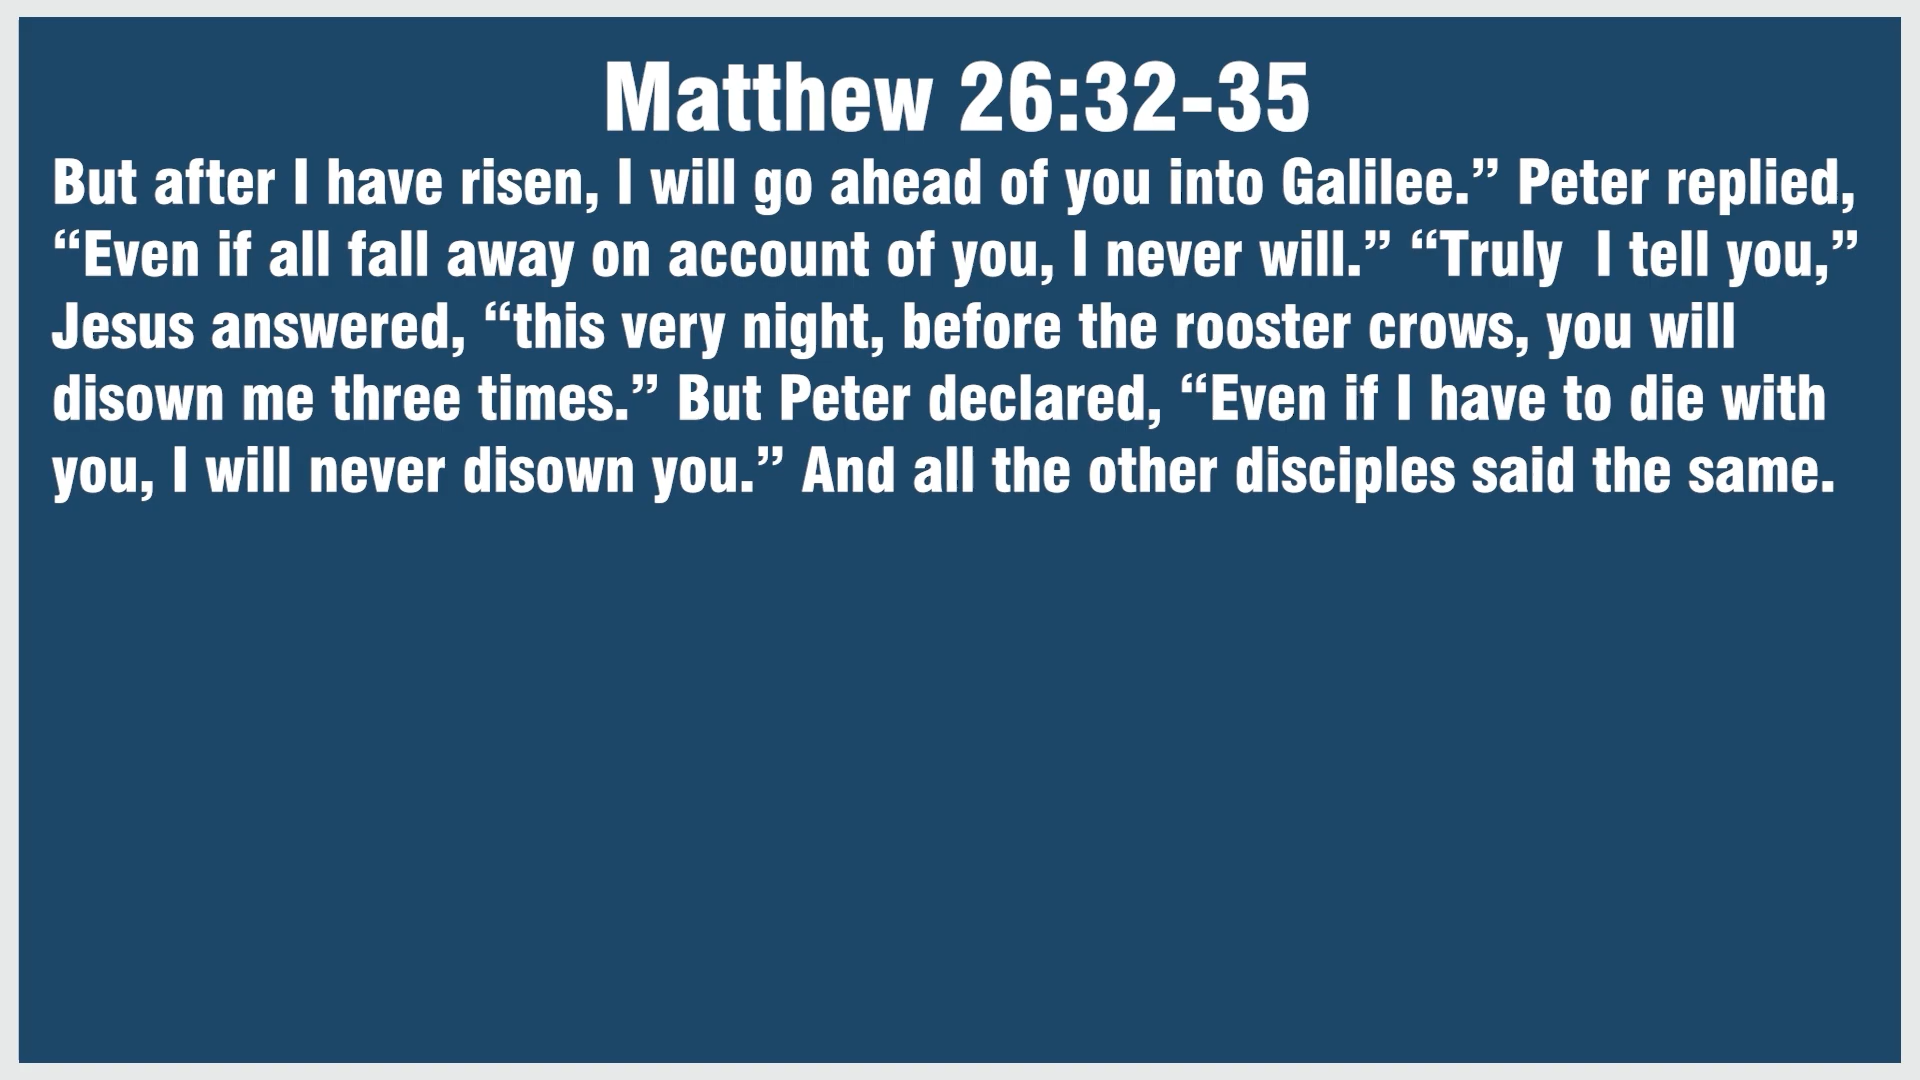 Matthew 26:32-35
But after I have risen, I will go ahead of you into Galilee.” Peter replied,
“Even if all fall away on account of you, I never will.” “Truly  I tell you,”
Jesus answered, “this very night, before the rooster crows, you will
disown me three times.” But Peter declared, “Even if I have to die with
you, I will never disown you.” And all the other disciples said the same.